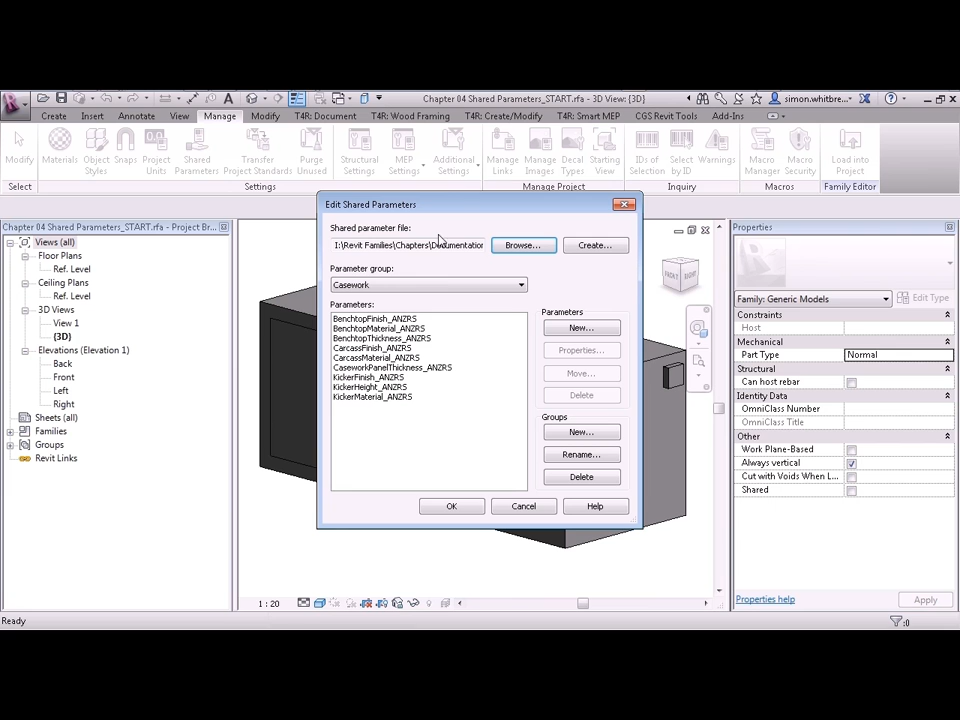 Chapter 04 Shared Parameters_START.rfa - 3D View: {3D}
simon.whitbre...
Create Insert Annotate View Manage Modify T4R: Document T4R: Wood Framing T4R: Create/Modify T4R: Smart MEP CGS Revit Tools Add-Ins
Modify Materials Object Styles Snaps Project Units Shared Parameters Transfer Project Standards Purge Unused Structural Settings MEP Settings Additional Settings Manage Links Manage Images Decal Types Starting View IDs of Selection Select by ID Warnings Macro Manager Macro Security Load into Project
Select Settings Manage Project Inquiry Macros Family Editor
Chapter 04 Shared Parameters_START.rfa - Project Br...
Views (all)
Floor Plans
Ref. Level
Ceiling Plans
Ref. Level
3D Views
View 1
{3D}
Elevations (Elevation 1)
Back
Front
Left
Right
Sheets (all)
Families
Groups
Revit Links
Edit Shared Parameters
Shared parameter file:
I:\Revit Families\Chapters\Documentation
Browse...
Create...
Parameter group:
Casework
Parameters:
BenchtopFinish_ANZRS
BenchtopMaterial_ANZRS
BenchtopThickness_ANZRS
CarcassFinish_ANZRS
CarcassMaterial_ANZRS
CaseworkPanelThickness_ANZRS
KickerFinish_ANZRS
KickerHeight_ANZRS
KickerMaterial_ANZRS
Parameters
New...
Properties...
Move...
Delete
Groups
New...
Rename...
Delete
OK
Cancel
Help
FRONT RIGHT
Properties
Family: Generic Models
Edit Type
Constraints
Host
Mechanical
Part Type Normal
Structural
Can host rebar
Identity Data
OmniClass Number
OmniClass Title
Other
Work Plane-Based
Always vertical
Cut with Voids When L...
Shared
Properties help
Apply
1 : 20
Ready
:0